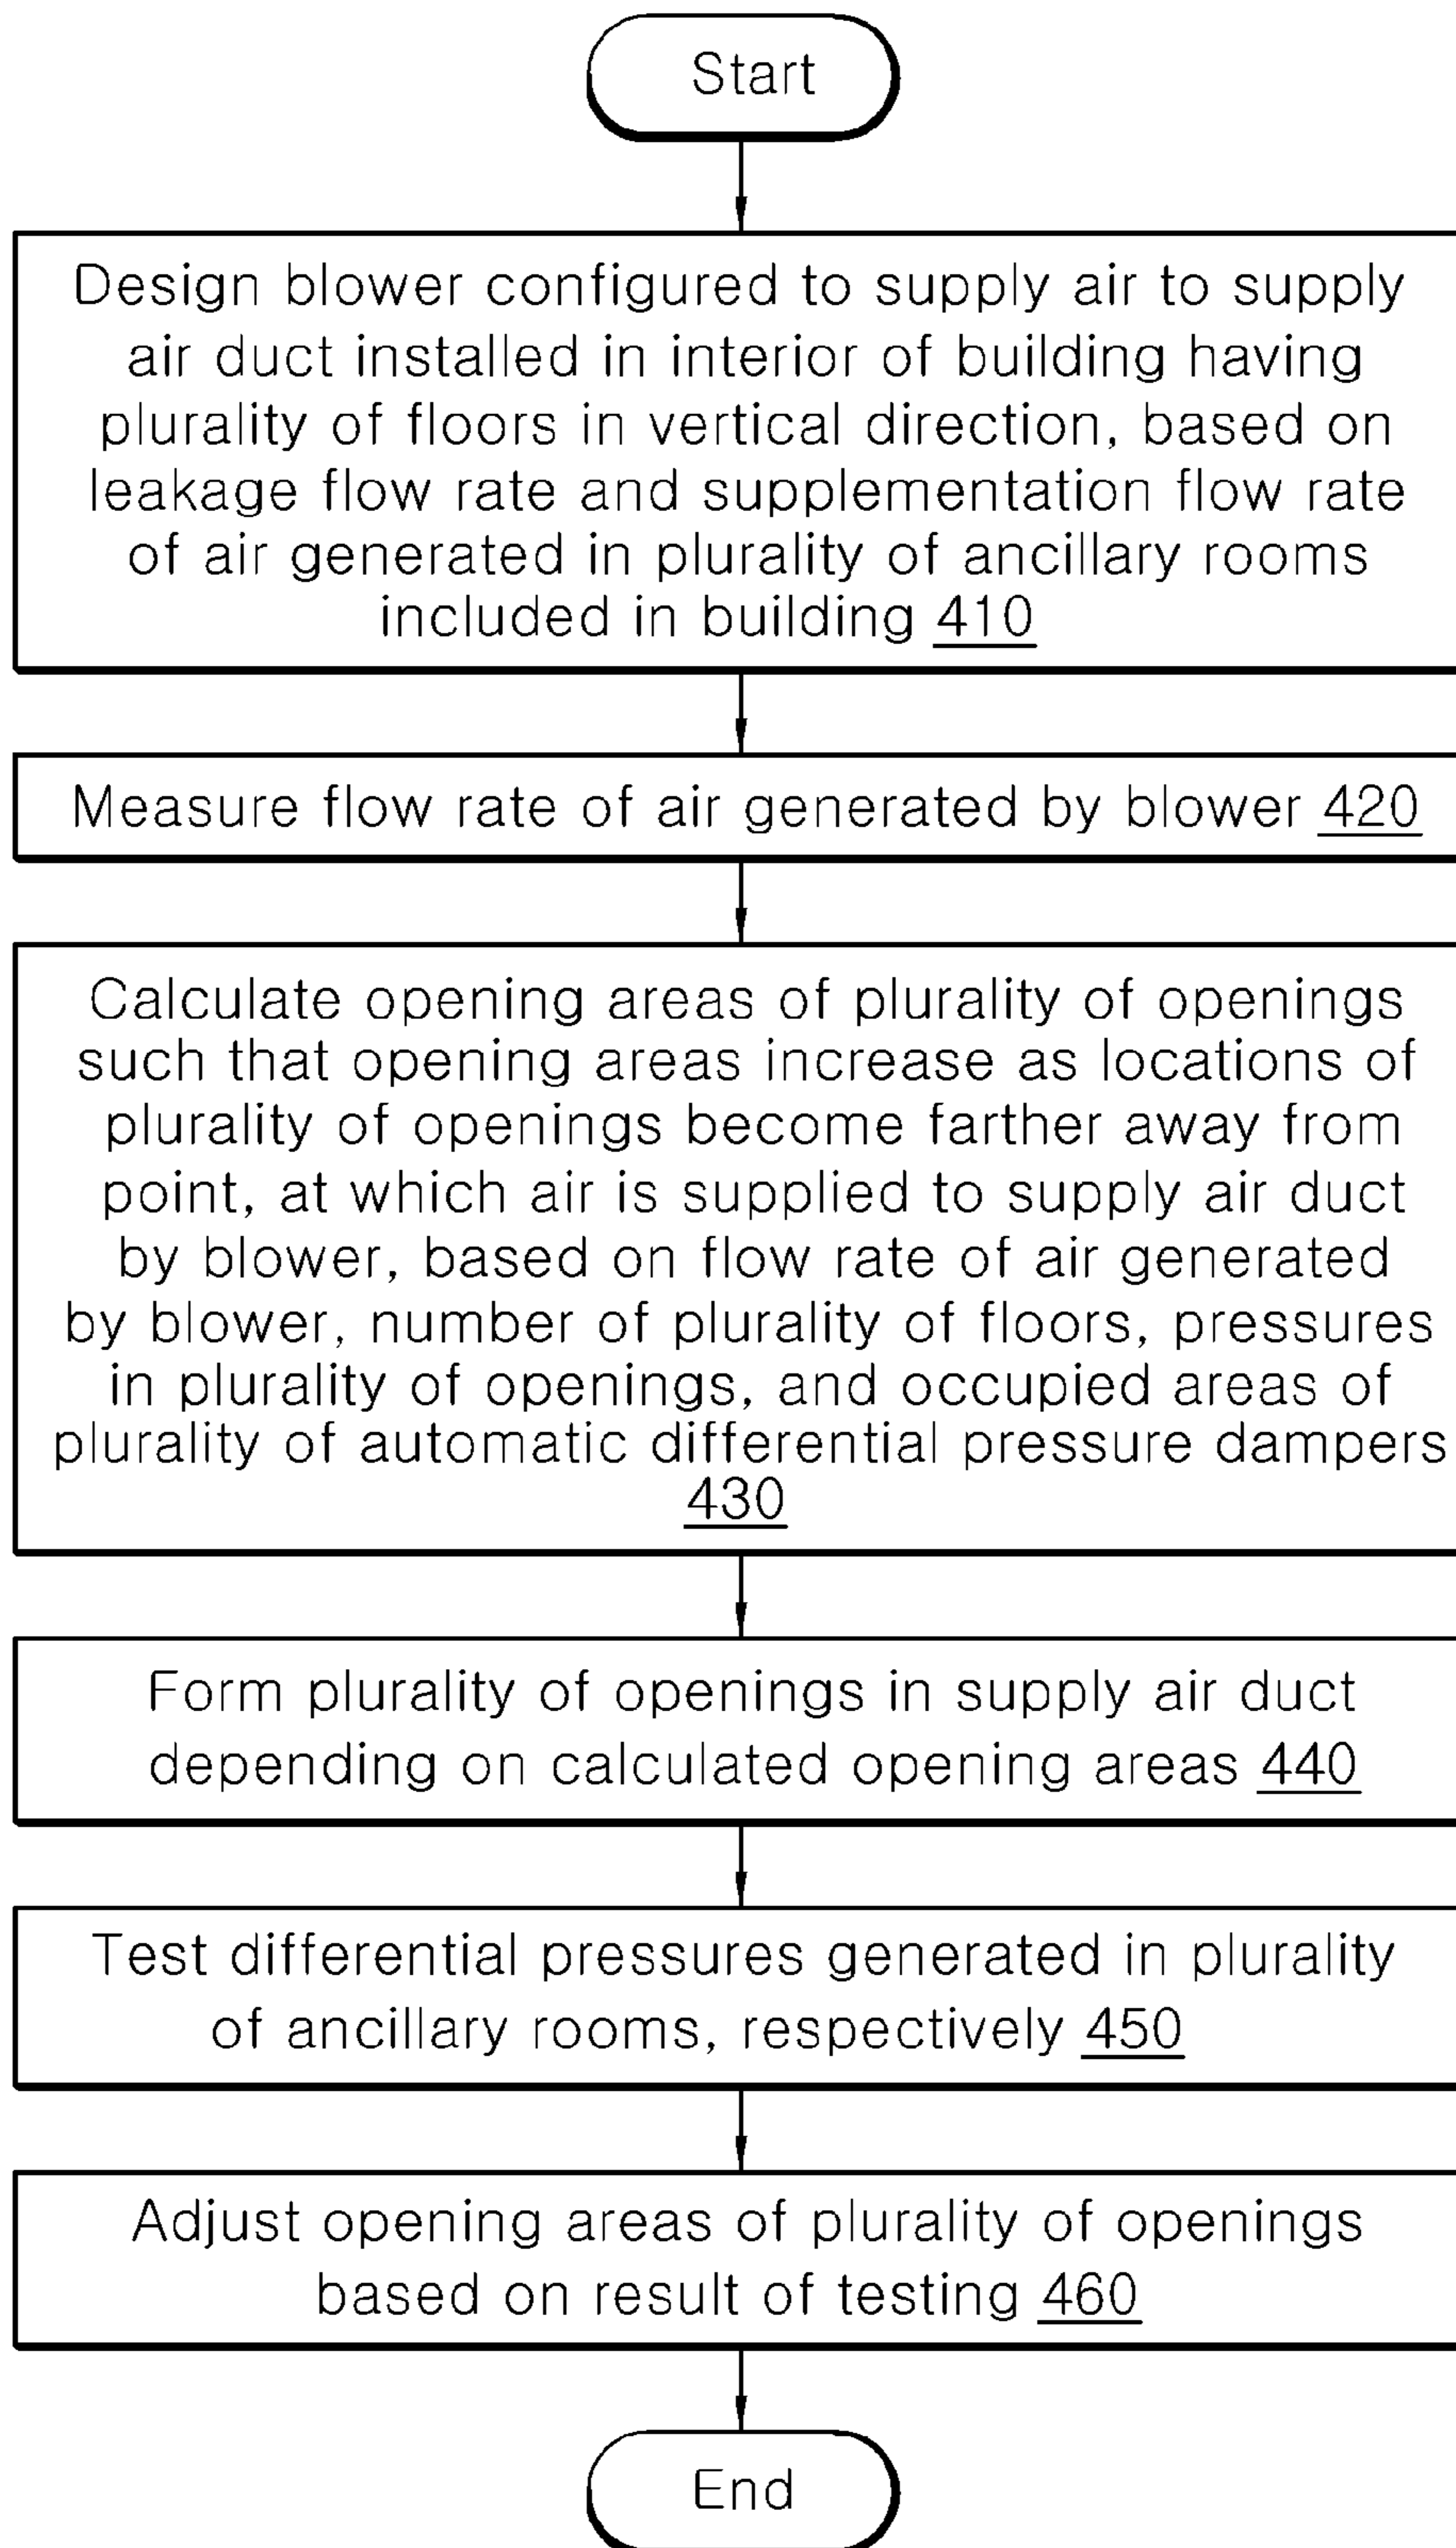 Start
Design blower configured to supply air to supply
air duct installed in interior of building having
plurality of floors in vertical direction, based on
leakage flow rate and supplementation flow rate
of air generated in plurality of ancillary rooms
included in building 410
Measure flow rate of air generated by blower 420
Calculate opening areas of plurality of openings
such that opening areas increase as locations of
plurality of openings become farther away from
point, at which air is supplied to supply air duct
by blower, based on flow rate of air generated
by blower, number of plurality of floors, pressures
in plurality of openings, and occupied areas of
plurality of automatic differential pressure dampers
430
Form plurality of openings in supply air duct
depending on calculated opening areas 440
Test differential pressures generated in plurality
of ancillary rooms, respectively 450
Adjust opening areas of plurality of openings
based on result of testing 460
End